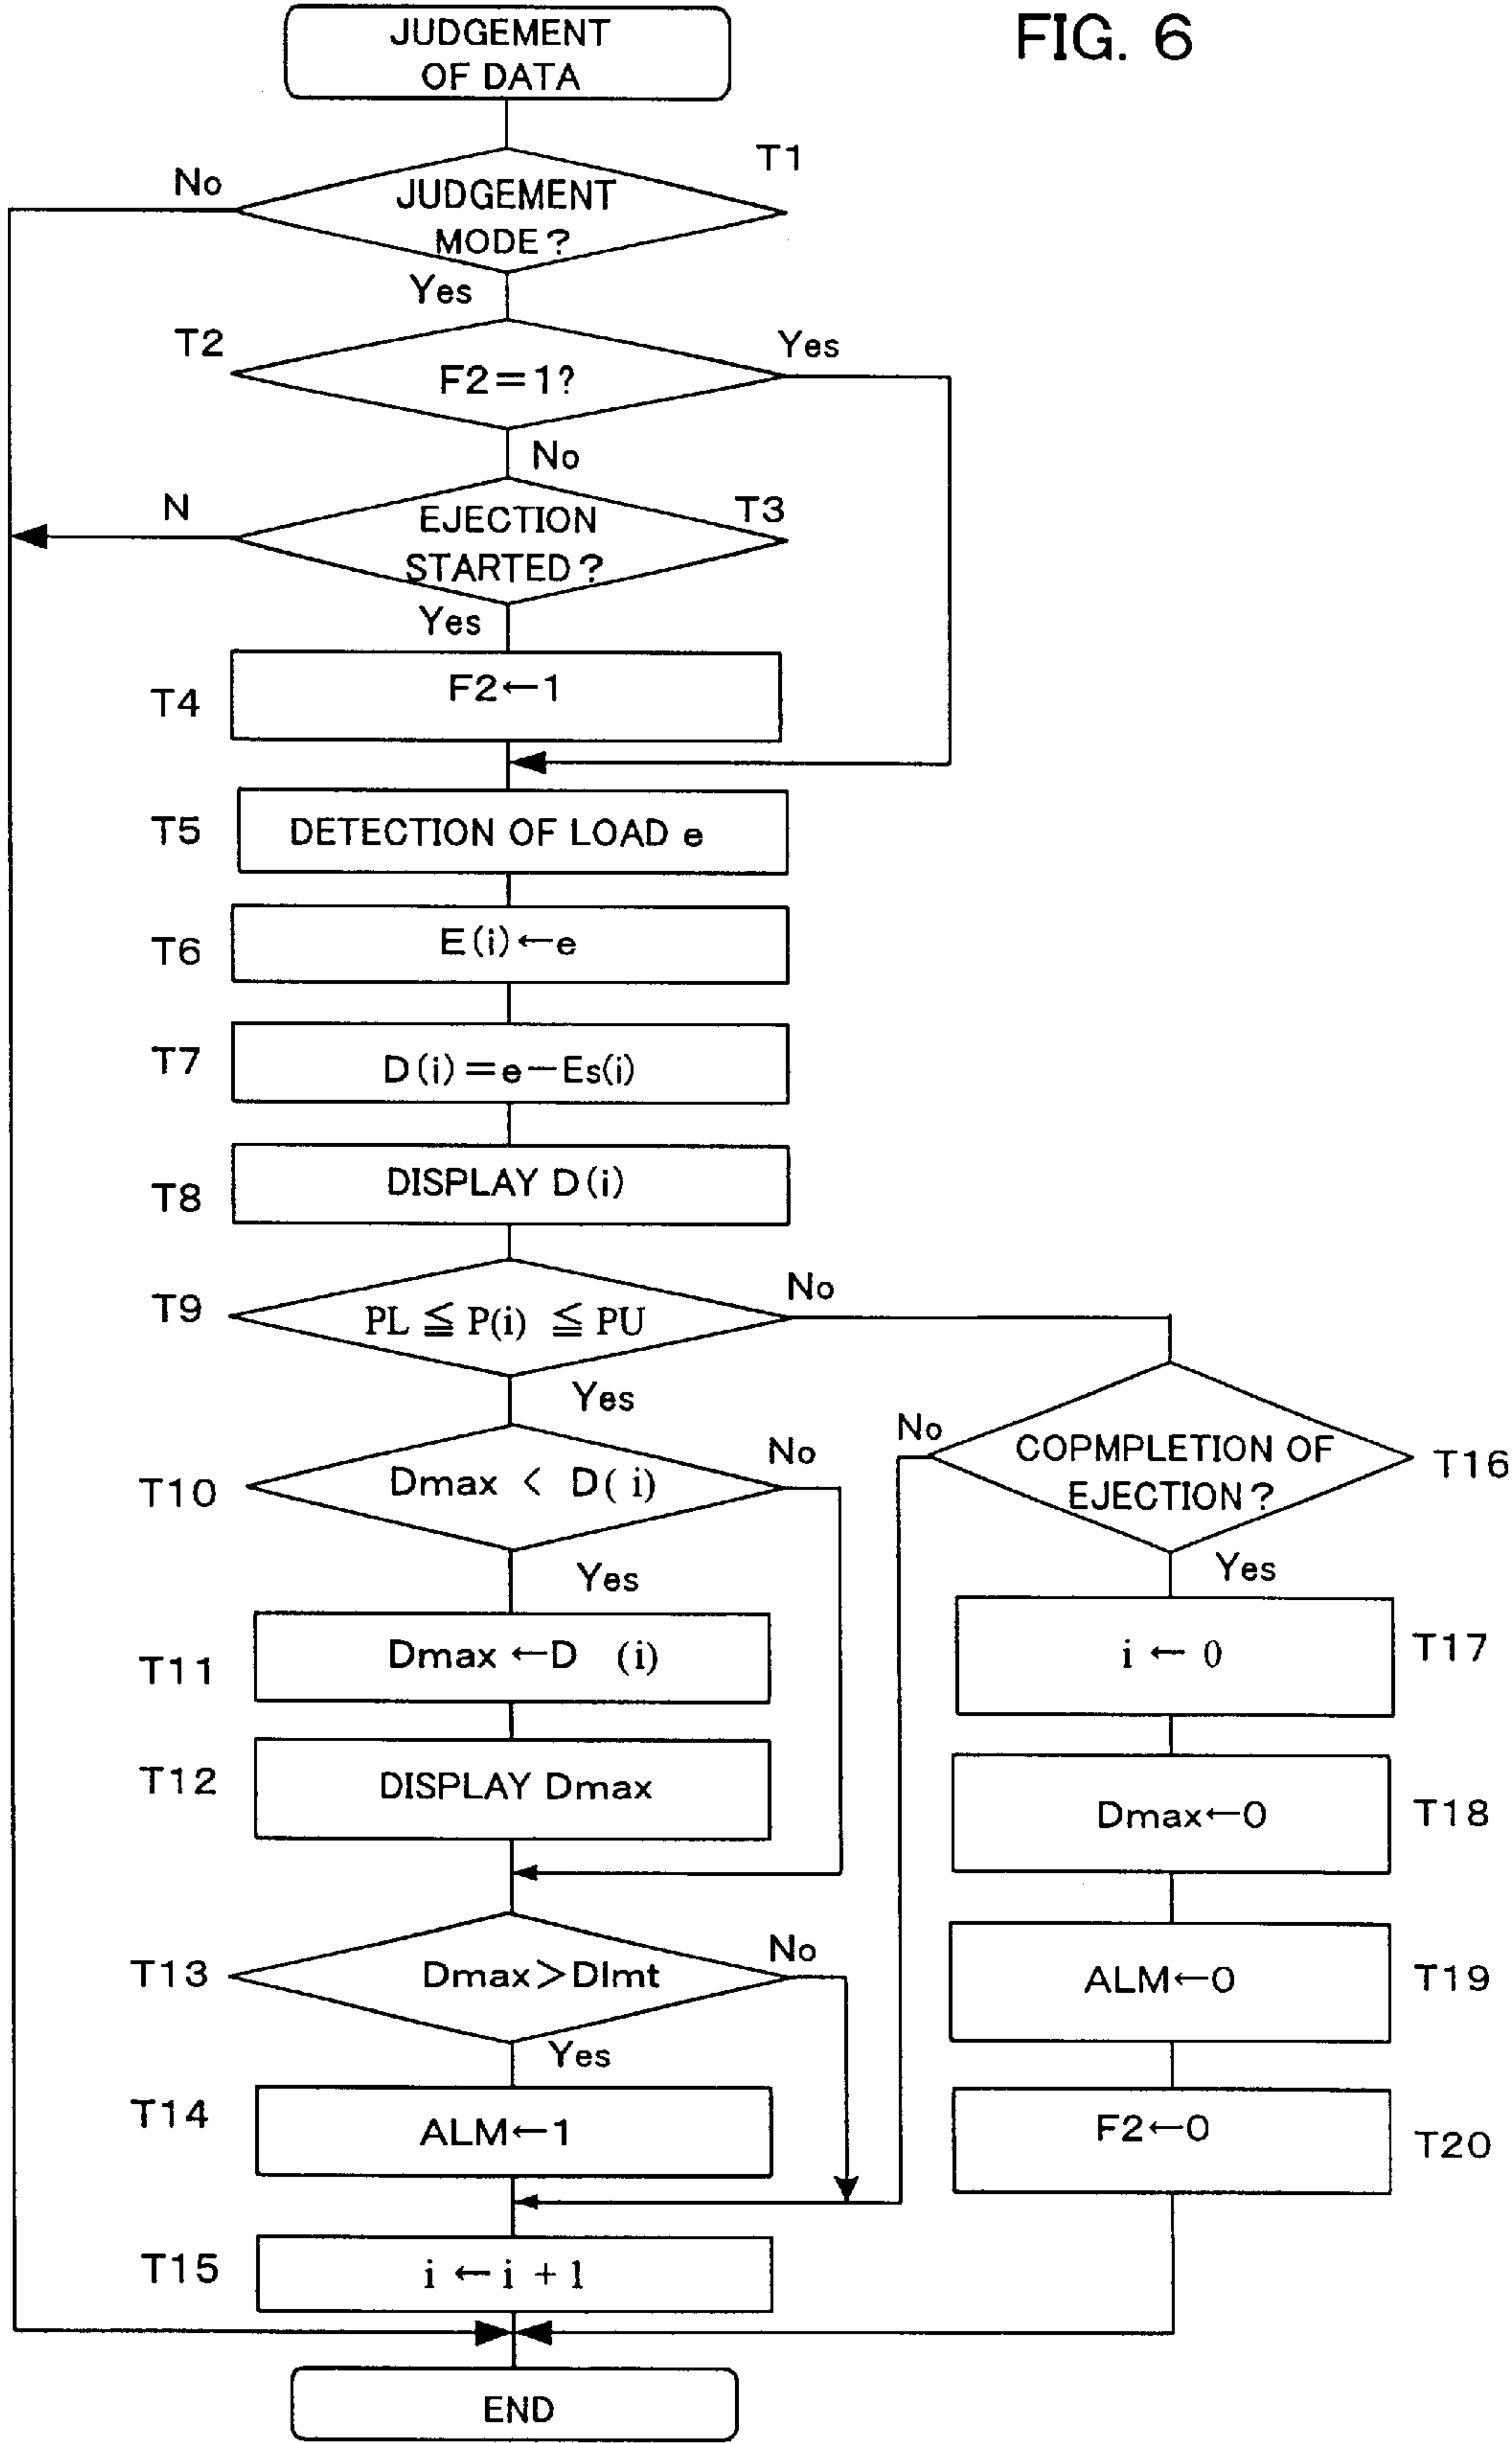 FIG. 6
JUDGEMENT
OF DATA
T1
No
JUDGEMENT
MODE?
Yes
T2
F2=1?
Yes
No
N
EJECTION
STARTED?
T3
Yes
T4
F2←1
T5
DETECTION OF LOAD e
T6
E(i)←e
T7
D(i)=e−Es(i)
T8
DISPLAY D(i)
T9
PL ≦ P(i) ≦ PU
No
Yes
T10
Dmax < D( i)
No
Yes
No
COPMPLETION OF
EJECTION?
T16
Yes
T11
Dmax ←D (i)
i ← 0
T17
T12
DISPLAY Dmax
Dmax←0
T18
T13
Dmax>Dlmt
No
Yes
ALM←0
T19
T14
ALM←1
F2←0
T20
T15
i ← i + 1
END